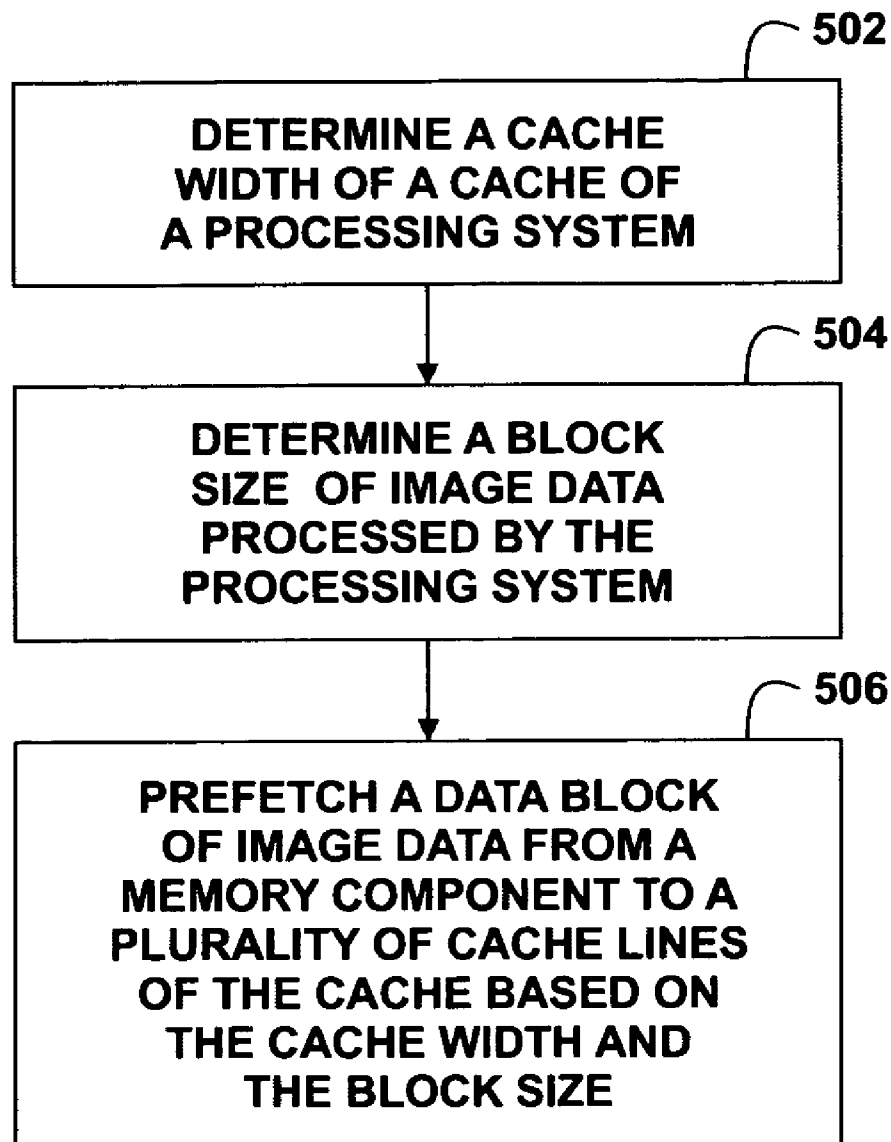 502
DETERMINE A CACHE
WIDTH OF A CACHE OF
A PROCESSING SYSTEM
504
DETERMINE A BLOCK
SIZE OF IMAGE DATA
PROCESSED BY THE
PROCESSING SYSTEM
506
PREFETCH A DATA BLOCK
OF IMAGE DATA FROM A
MEMORY COMPONENT TO A
PLURALITY OF CACHE LINES
OF THE CACHE BASED ON
THE CACHE WIDTH AND
THE BLOCK SIZE